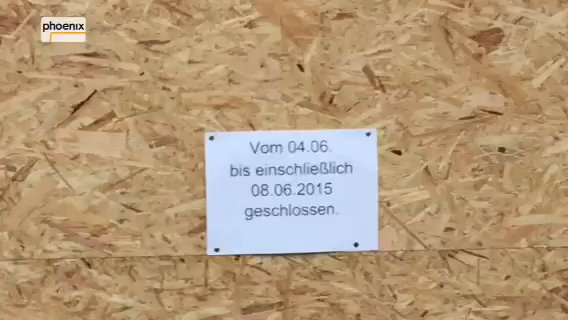 phoenix
Vom 04.06.
bis einschließlich
08.06.2015
geschlossen.